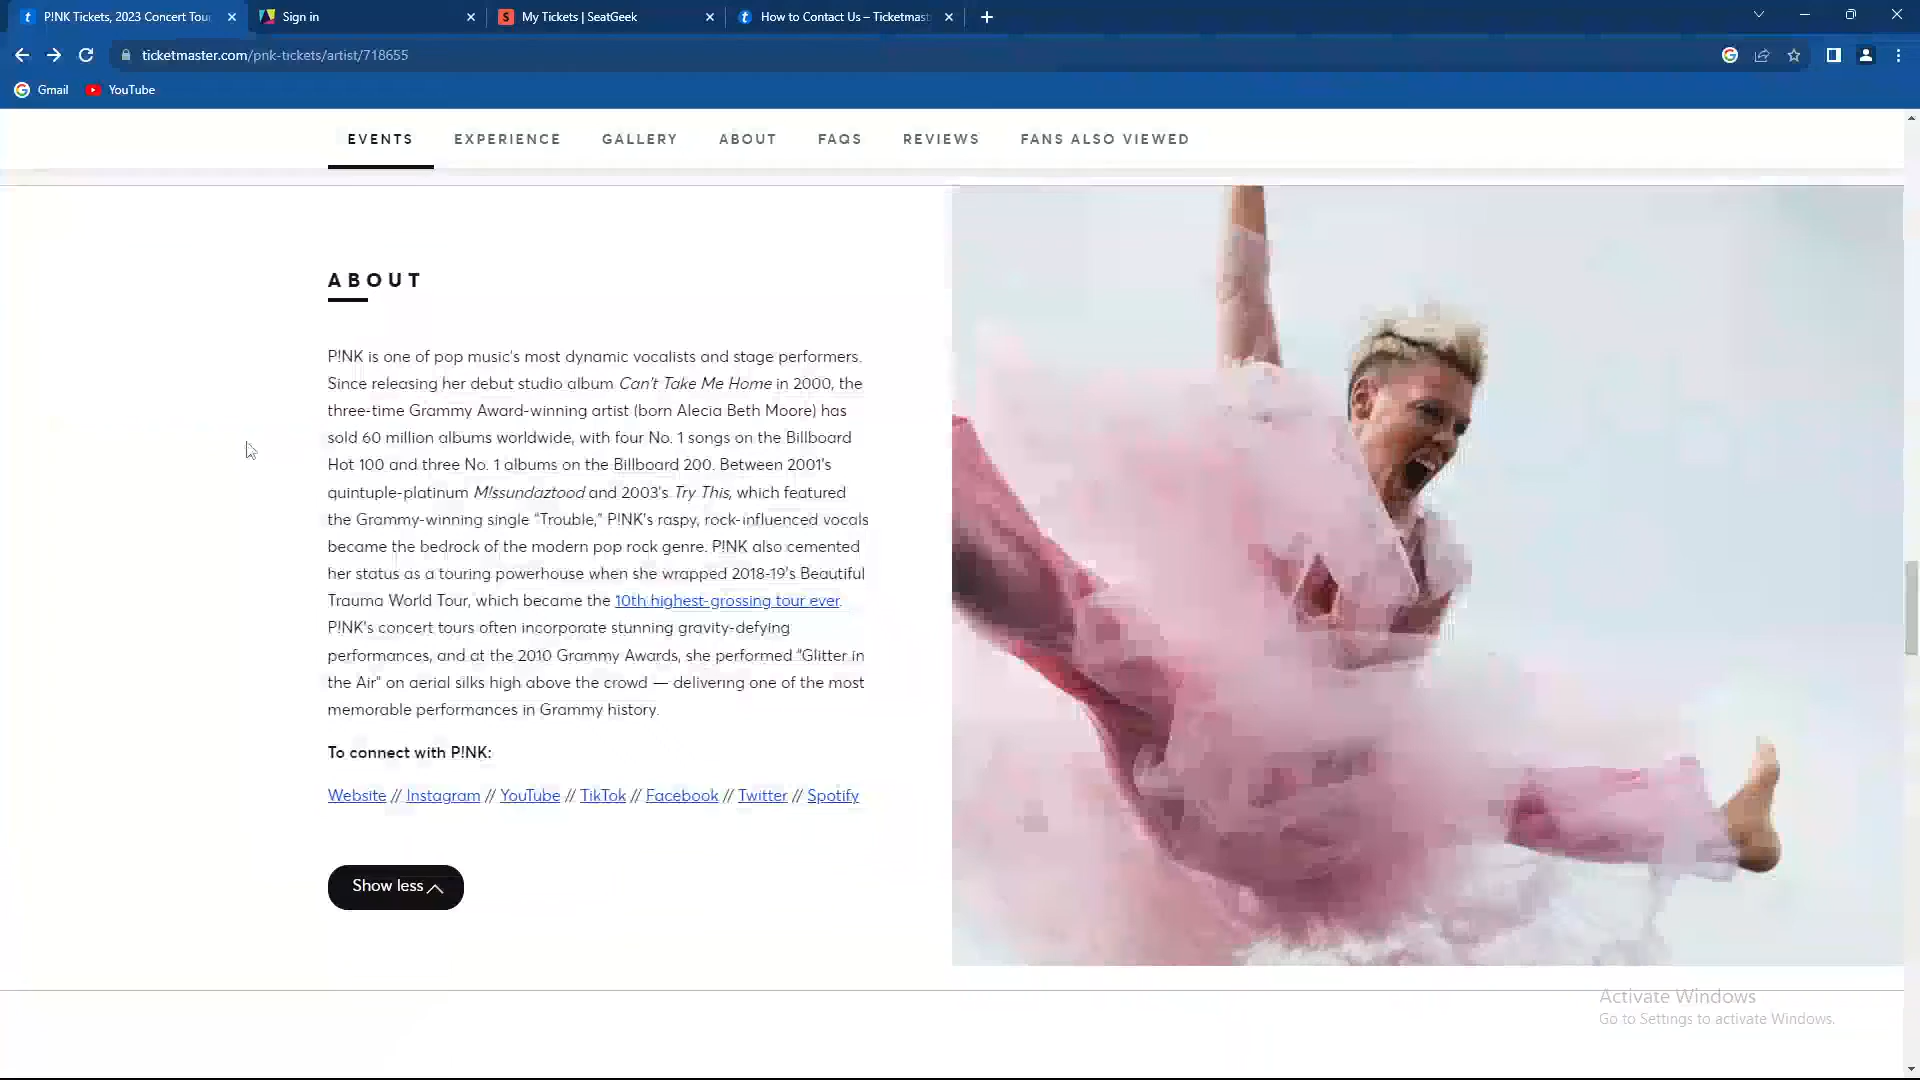 P!NK Tickets, 2023 Concert Tou
Sign in
My Tickets | SeatGeek
How to Contact Us – Ticketmast
ticketmaster.com/pnk-tickets/artist/718655
Gmail
YouTube
EVENTS
EXPERIENCE
GALLERY
ABOUT
FAQS
REVIEWS
FANS ALSO VIEWED
ABOUT
P!NK is one of pop music's most dynamic vocalists and stage performers.
Since releasing her debut studio album Can't Take Me Home in 2000, the
three-time Grammy Award-winning artist (born Alecia Beth Moore) has
sold 60 million albums worldwide, with four No. 1 songs on the Billboard
Hot 100 and three No. 1 albums on the Billboard 200. Between 2001's
quintuple-platinum M!ssundaztood and 2003's Try This, which featured
the Grammy-winning single "Trouble," P!NK's raspy, rock-influenced vocals
became the bedrock of the modern pop rock genre. P!NK also cemented
her status as a touring powerhouse when she wrapped 2018-19's Beautiful
Trauma World Tour, which became the 10th highest-grossing tour ever.
P!NK's concert tours often incorporate stunning gravity-defying
performances, and at the 2010 Grammy Awards, she performed "Glitter in
the Air" on aerial silks high above the crowd — delivering one of the most
memorable performances in Grammy history.
To connect with P!NK:
Website // Instagram // YouTube // TikTok // Facebook // Twitter // Spotify
Show less
Activate Windows
Go to Settings to activate Windows.